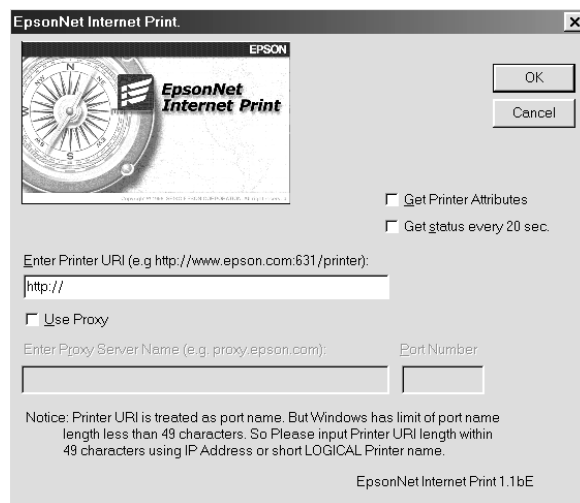 EpsonNet Internet Print.
EPSON
EpsonNet
Internet Print
N
W
S
OK
Cancel
Get Printer Attributes
Get status every 20 sec.
Enter Printer URI (e.g http://www.epson.com:631/printer):
http://
Use Proxy
Enter Proxy Server Name (e.g. proxy.epson.com):
Port Number
Notice: Printer URI is treated as port name. But Windows has limit of port name
length less than 49 characters. So Please input Printer URI length within
49 characters using IP Address or short LOGICAL Printer name.
EpsonNet Internet Print 1.1bE